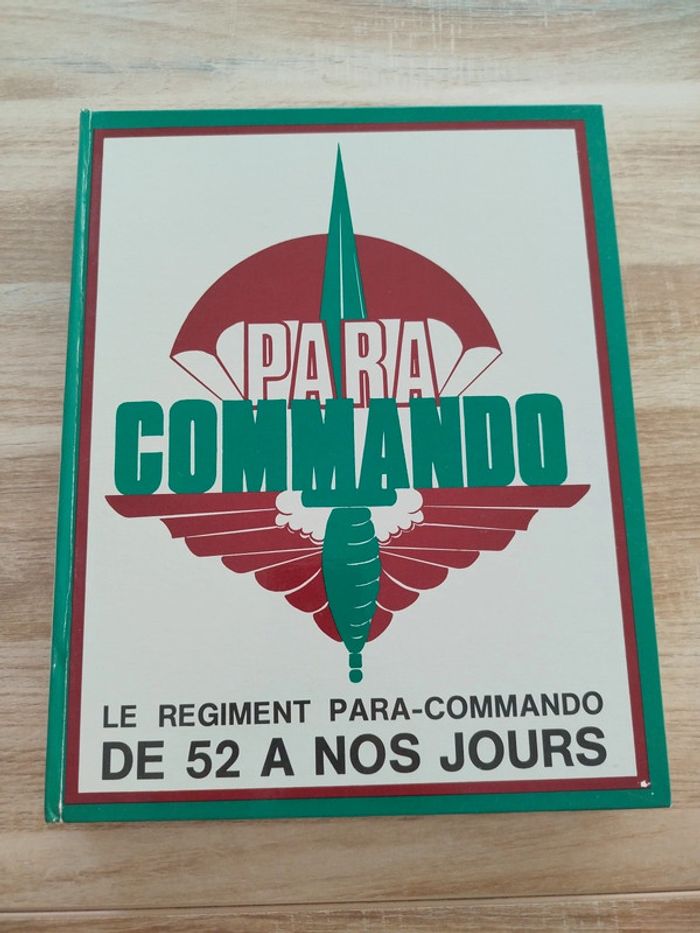 PARA
COMMANDO
LE REGIMENT PARA-COMMANDO
DE 52 A NOS JOURS